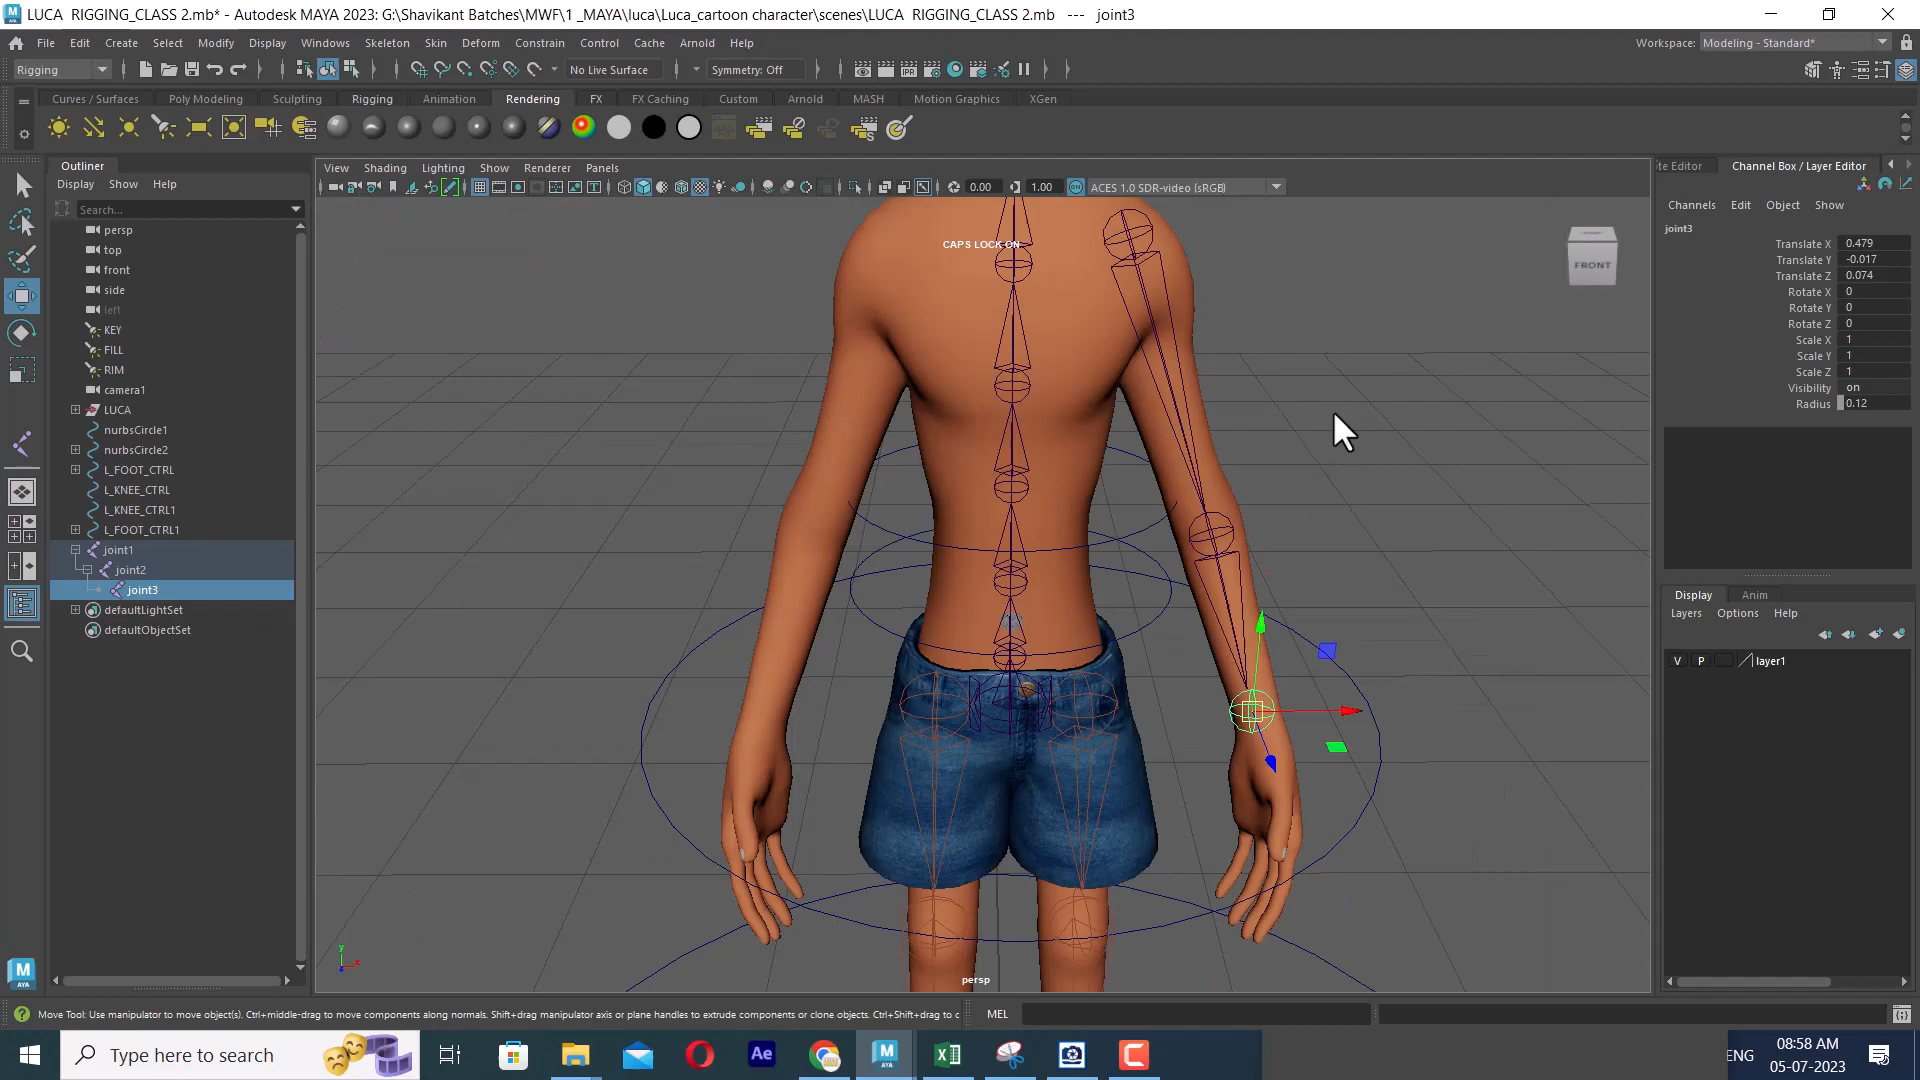 LUCA RIGGING_CLASS 2.mb* - Autodesk MAYA 2023: G:\Shavikant Batches\MWF\1 _MAYA\luca\Luca_cartoon character\scenes\LUCA RIGGING_CLASS 2.mb --- joint3
File Edit Create Select Modify Display Windows Skeleton Skin Deform Constrain Control Cache Arnold Help
Workspace: Modeling - Standard*
Rigging
No Live Surface
Symmetry: Off
Curves / Surfaces Poly Modeling Sculpting Rigging Animation Rendering FX FX Caching Custom Arnold MASH Motion Graphics XGen
Outliner
Display Show Help
Search...
persp
top
front
side
left
KEY
FILL
RIM
camera1
LUCA
nurbsCircle1
nurbsCircle2
L_FOOT_CTRL
L_KNEE_CTRL
L_KNEE_CTRL1
L_FOOT_CTRL1
joint1
joint2
joint3
defaultLightSet
defaultObjectSet
View Shading Lighting Show Renderer Panels
0.00 1.00 ACES 1.0 SDR-video (sRGB)
CAPS LOCK ON
FRONT
persp
te Editor Channel Box / Layer Editor
Channels Edit Object Show
joint3
Translate X 0.479
Translate Y -0.017
Translate Z 0.074
Rotate X 0
Rotate Y 0
Rotate Z 0
Scale X 1
Scale Y 1
Scale Z 1
Visibility on
Radius 0.12
Display Anim
Layers Options Help
V P layer1
Move Tool: Use manipulator to move object(s). Ctrl+middle-drag to move components along normals. Shift+drag manipulator axis or plane handles to extrude components or clone objects. Ctrl+Shift+drag to c
MEL
Type here to search
ENG
08:58 AM
05-07-2023